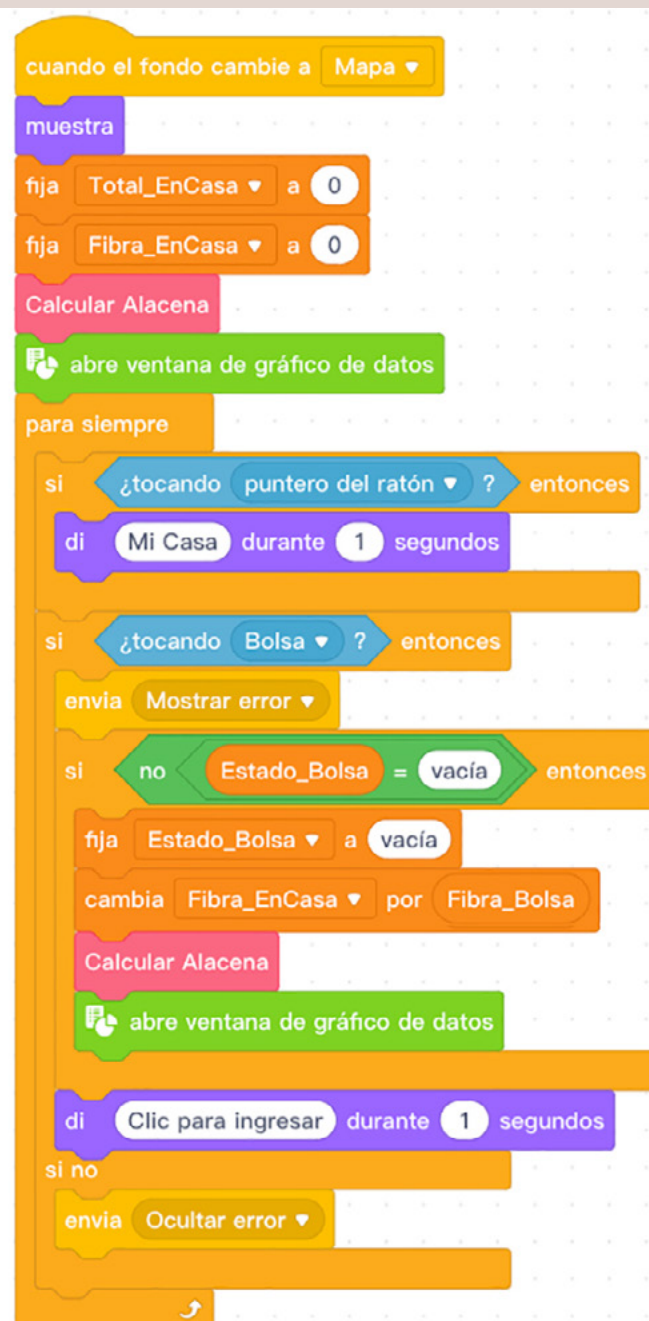 cuando el fondo cambie a Mapa
muestra
fija Total_EnCasa a 0
fija Fibra_EnCasa a 0
Calcular Alacena
abre ventana de gráfico de datos
para siempre
si ¿tocando puntero del ratón ? entonces
di Mi Casa durante 1 segundos
si ¿tocando Bolsa ? entonces
envia Mostrar error
si no Estado_Bolsa = vacía entonces
fija Estado_Bolsa a vacía
cambia Fibra_EnCasa por Fibra_Bolsa
Calcular Alacena
abre ventana de gráfico de datos
di Clic para ingresar durante 1 segundos
si no
envia Ocultar error